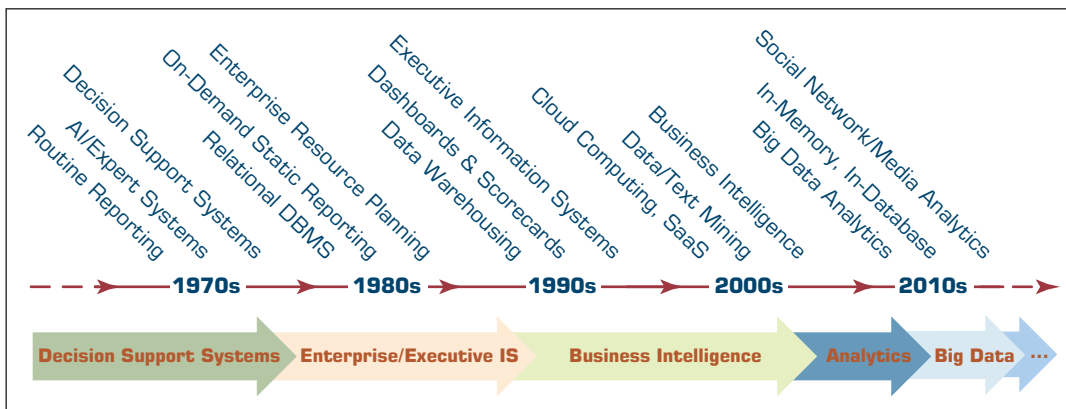 Routine Reporting
AI/Expert Systems
Decision Support Systems
Relational DBMS
On-Demand Static Reporting
Enterprise Resource Planning
Data Warehousing
Dashboards & Scorecards
Executive Information Systems
Cloud Computing, SaaS
Data/Text Mining
Business Intelligence
Big Data Analytics
In-Memory, In-Database
Social Network/Media Analytics
1970s
1980s
1990s
2000s
2010s
Decision Support Systems
Enterprise/Executive IS
Business Intelligence
Analytics
Big Data
...